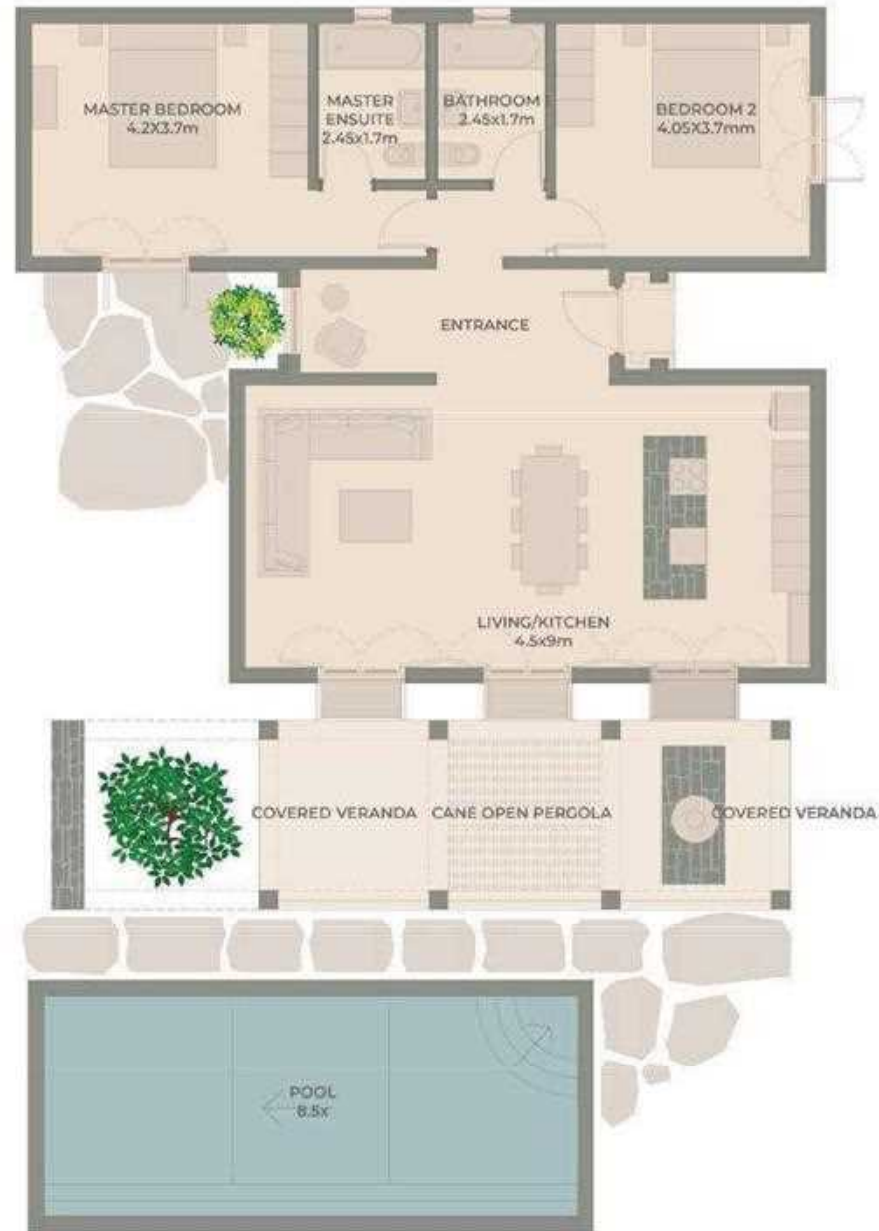 MASTER BEDROOM
4.2X3.7m
MASTER
ENSUITE
2.45x1.7m
BATHROOM
2.45x1.7m
BEDROOM 2
4.05X3.7mm
ENTRANCE
LIVING/KITCHEN
4.5x9m
COVERED VERANDA
CANE OPEN PERGOLA
COVERED VERANDA
POOL
8.5x